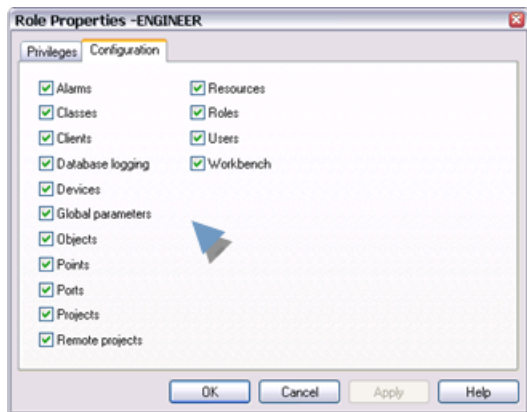 Role Properties -ENGINEER
Privileges Configuration
Alarms
Classes
Clients
Database logging
Devices
Global parameters
Objects
Points
Ports
Projects
Remote projects
Resources
Roles
Users
Workbench
OK Cancel Apply Help